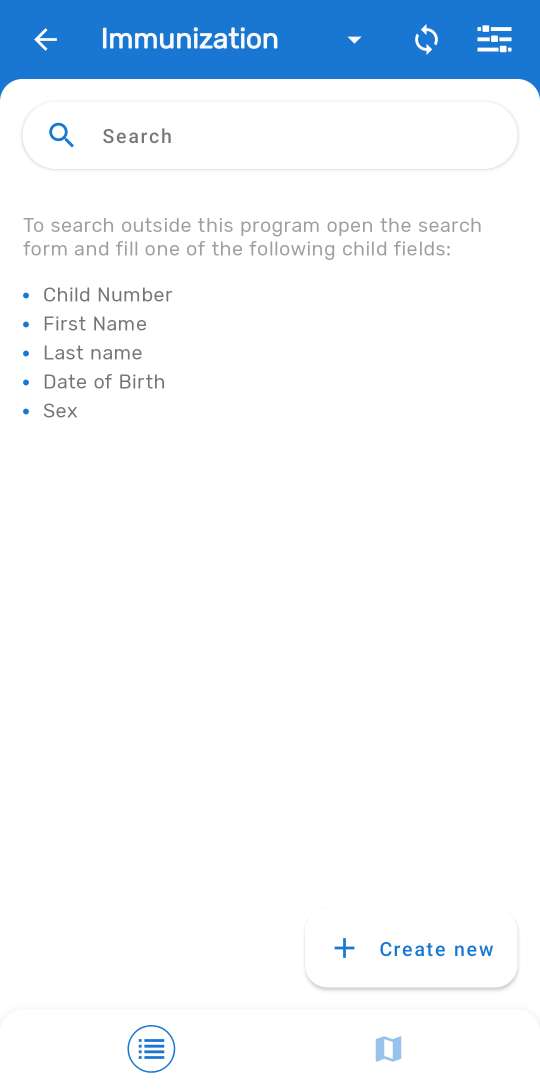 Immunization
Search
To search outside this program open the search
form and fill one of the following child fields:
• Child Number
• First Name
• Last name
• Date of Birth
• Sex
Create new